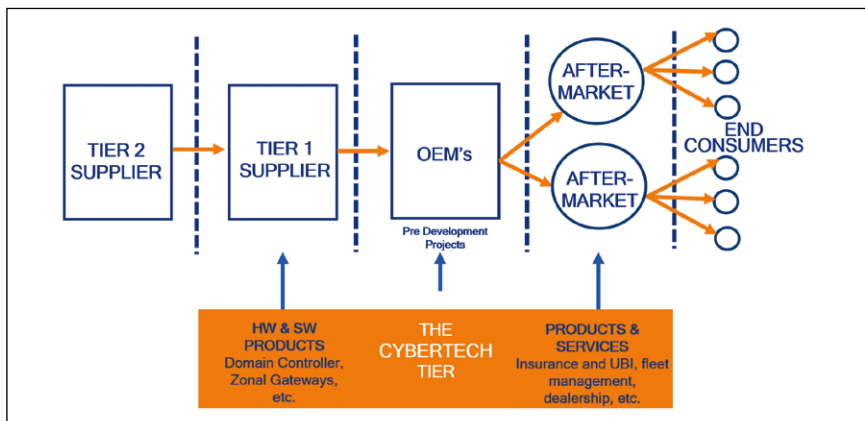 TIER 2
SUPPLIER
TIER 1
SUPPLIER
OEM's
Pre Development
Projects
AFTER-
MARKET
AFTER-
MARKET
END
CONSUMERS
HW & SW
PRODUCTS
Domain Controller,
Zonal Gateways,
etc.
THE
CYBERTECH
TIER
PRODUCTS &
SERVICES
Insurance and UBI, fleet
management,
dealership, etc.